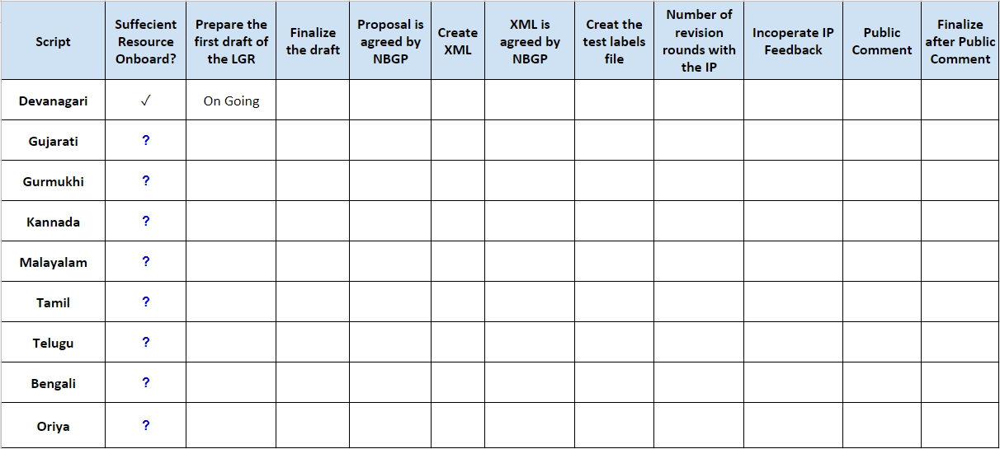 Script
Suffecient
Resource
Onboard?
Prepare the
first draft of
the LGR
Finalize
the draft
Proposal is
agreed by
NBGP
Create
XML
XML is
agreed by
NBGP
Creat the
test labels
file
Number of
revision
rounds with
the IP
Incoperate IP
Feedback
Public
Comment
Finalize
after Public
Comment
Devanagari ✓ On Going
Gujarati ?
Gurmukhi ?
Kannada ?
Malayalam ?
Tamil ?
Telugu ?
Bengali ?
Oriya ?